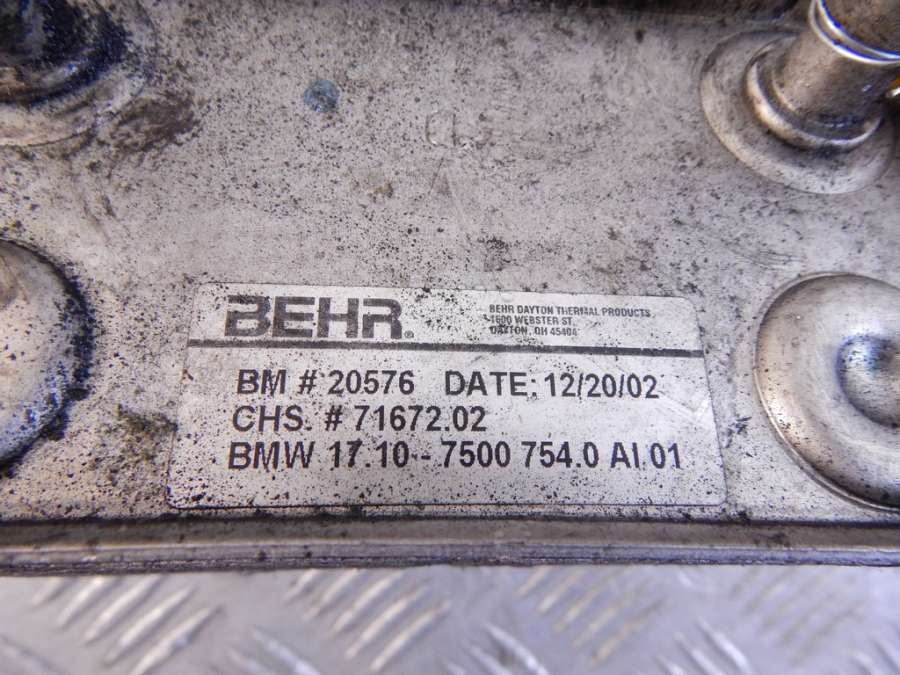 BEHR
BEHR DAYTON THERMAL PRODUCTS
1600 WEBSTER ST.
DAYTON, OH 45404
BM # 20576 DATE: 12/20/02
CHS. # 71672.02
BMW 17.10 - 7500 754.0 AI 01